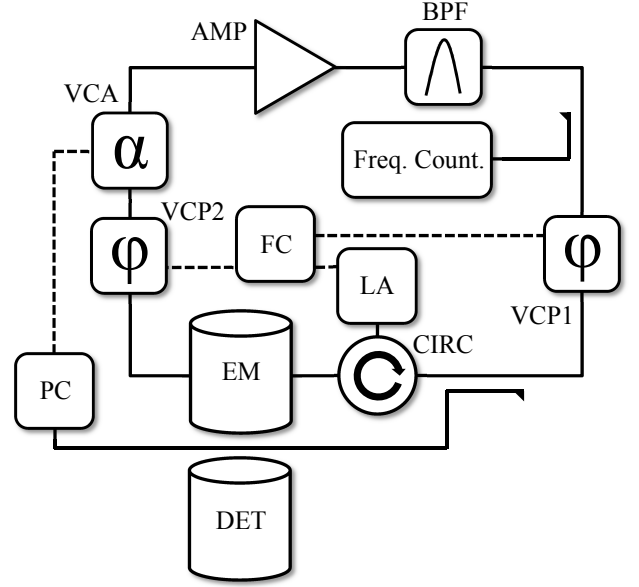 BPF
AMP
VCA
α
Freq. Count.
VCP2
φ
FC
φ
LA
VCP1
CIRC
EM
PC
DET